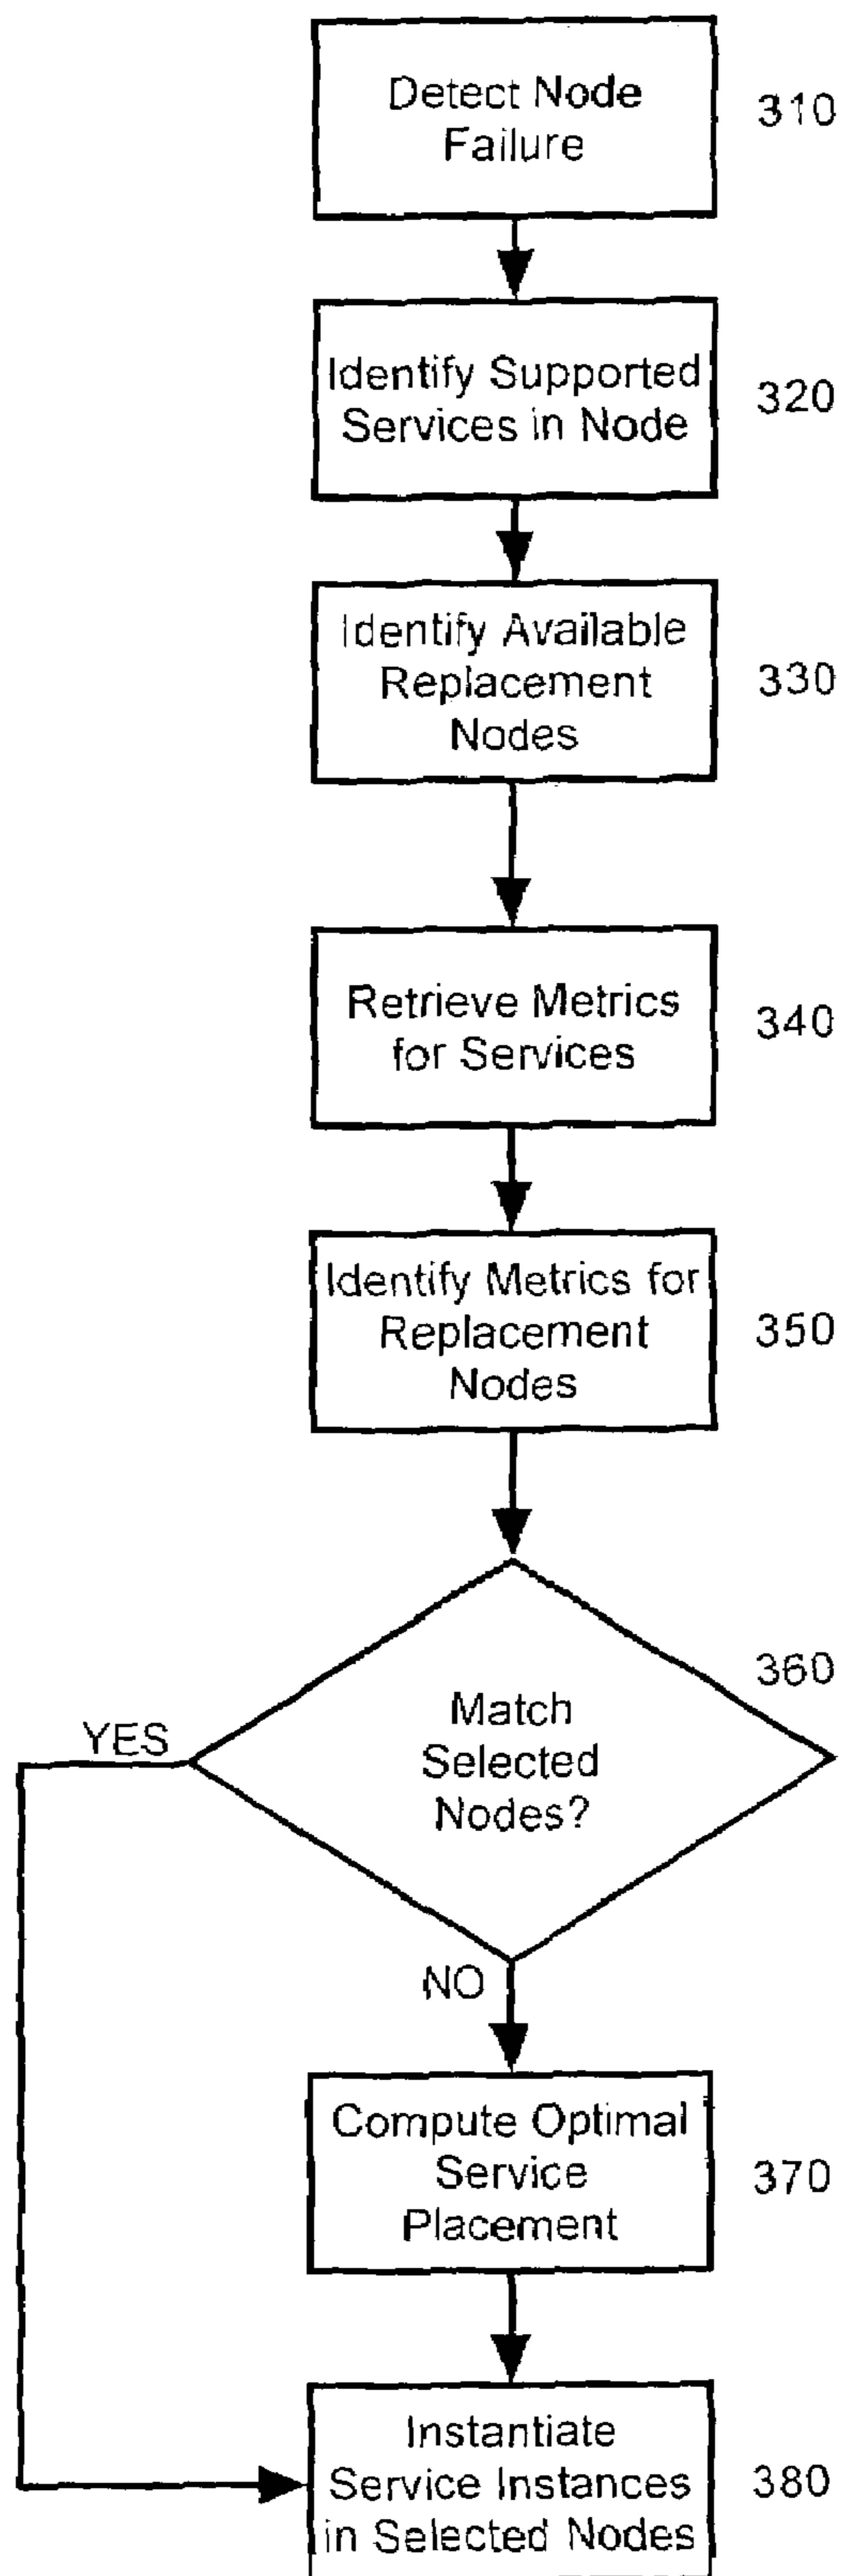 Detect Node
Failure
310
Identify Supported
Services in Node
320
Identify Available
Replacement
Nodes
330
Retrieve Metrics
for Services
340
Identify Metrics for
Replacement
Nodes
350
360
Match
Selected
Nodes?
YES
NO
Compute Optimal
Service
Placement
370
Instantiate
Service Instances
in Selected Nodes
380